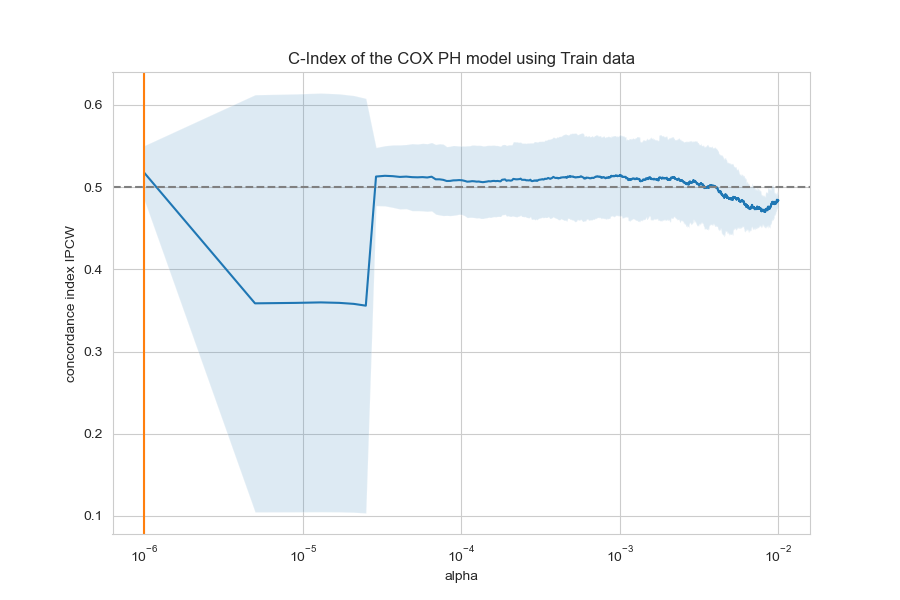 C-Index of the COX PH model using Train data
concordance index IPCW
0.6
0.5
0.4
0.3
0.2
0.1
10⁻⁶ 10⁻⁵ 10⁻⁴ 10⁻³ 10⁻²
alpha